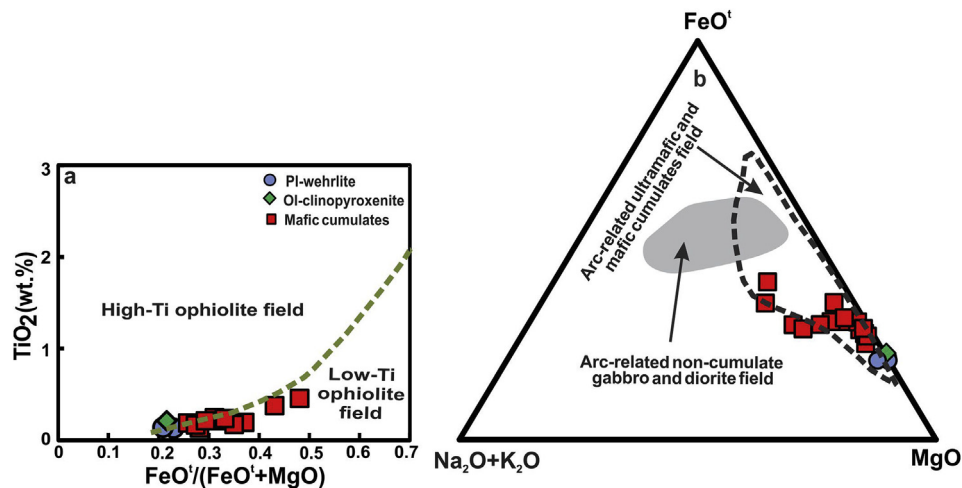 a
Pl-wehrlite
Ol-clinopyroxenite
Mafic cumulates
High-Ti ophiolite field
Low-Ti
ophiolite
field
TiO₂(wt.%)
3
2
1
0
0
0.1
0.2
0.3
0.4
0.5
0.6
0.7
FeOᵗ/(FeOᵗ+MgO)
FeOᵗ
b
Arc-related ultramafic and
mafic cumulates field
Arc-related non-cumulate
gabbro and diorite field
Na₂O+K₂O
MgO